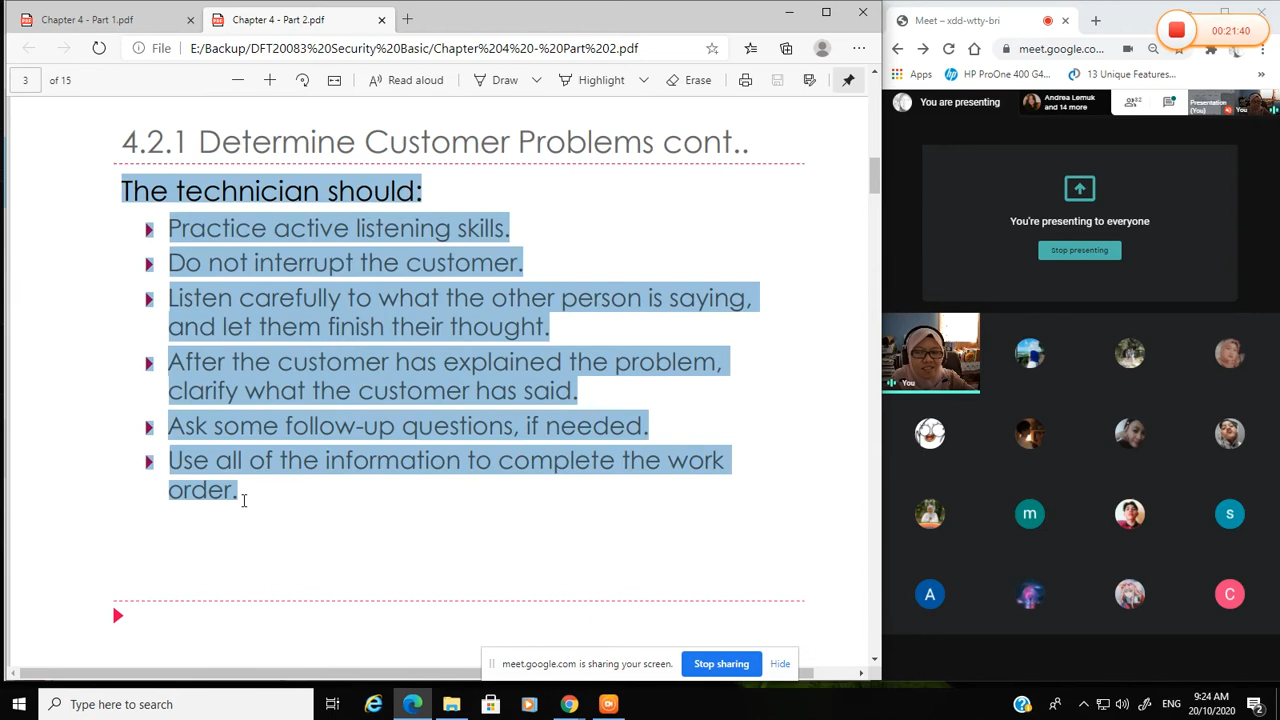 Chapter 4 - Part 1.pdf
Chapter 4 - Part 2.pdf
File
E:/Backup/DFT20083%20Security%20Basic/Chapter%204%20-%20Part%202.pdf
3 of 15
Read aloud
Draw
Highlight
Erase
4.2.1 Determine Customer Problems cont..
The technician should:
Practice active listening skills.
Do not interrupt the customer.
Listen carefully to what the other person is saying,
and let them finish their thought.
After the customer has explained the problem,
clarify what the customer has said.
Ask some follow-up questions, if needed.
Use all of the information to complete the work
order.
meet.google.com is sharing your screen.
Stop sharing
Hide
Meet – xdd-wtty-bri
00:21:40
meet.google.co...
Apps
HP ProOne 400 G4...
13 Unique Features...
»
You are presenting
Andrea Lemuk
and 14 more
32
Presentation
(You)
You
You're presenting to everyone
Stop presenting
You
m
s
A
C
Type here to search
ENG
9:24 AM
20/10/2020
2